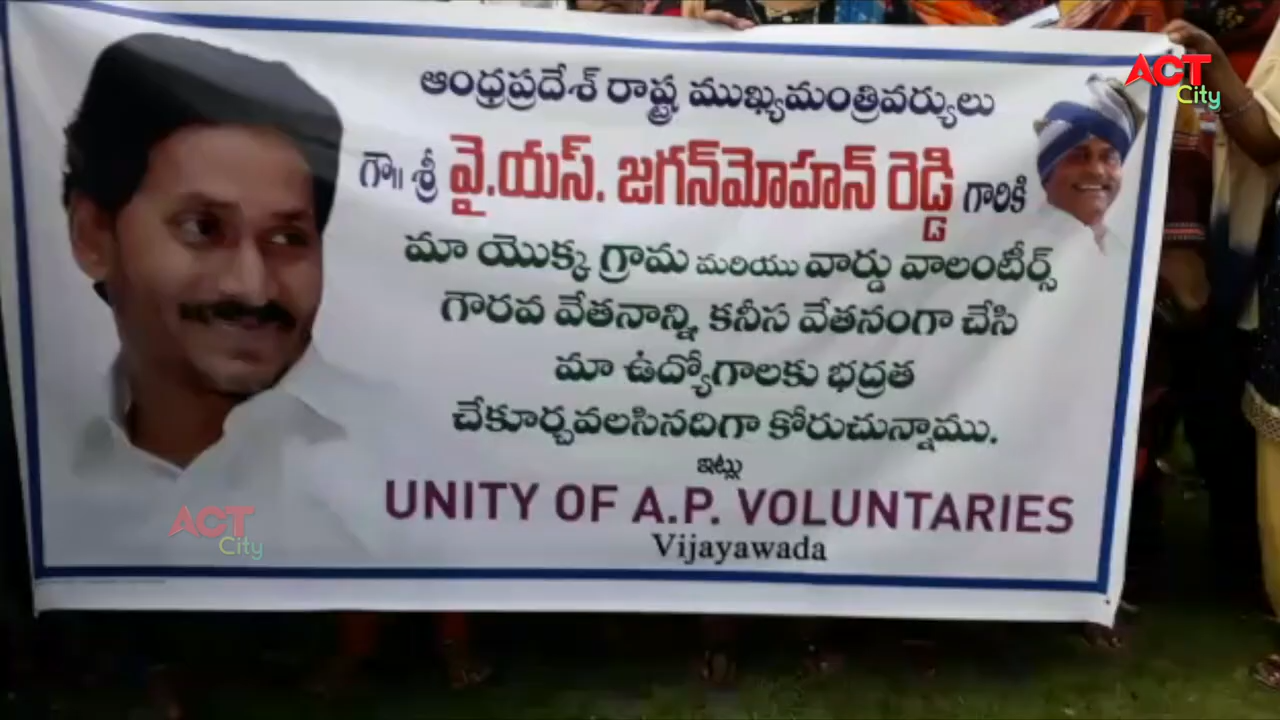 ఆంధ్రప్రదేశ్ రాష్ట్ర ముఖ్యమంత్రివర్యులు
గౌ|| శ్రీ వై.యస్. జగన్‌మోహన్ రెడ్డి గారికి
మా యొక్క గ్రామ మరియు వార్డు వాలంటీర్స్
గౌరవ వేతనాన్ని కనీస వేతనంగా చేసి
మా ఉద్యోగాలకు భద్రత
చేకూర్చవలసినదిగా కోరుచున్నాము.
ఇట్లు
UNITY OF A.P. VOLUNTARIES
Vijayawada
ACT
City
ACT
City